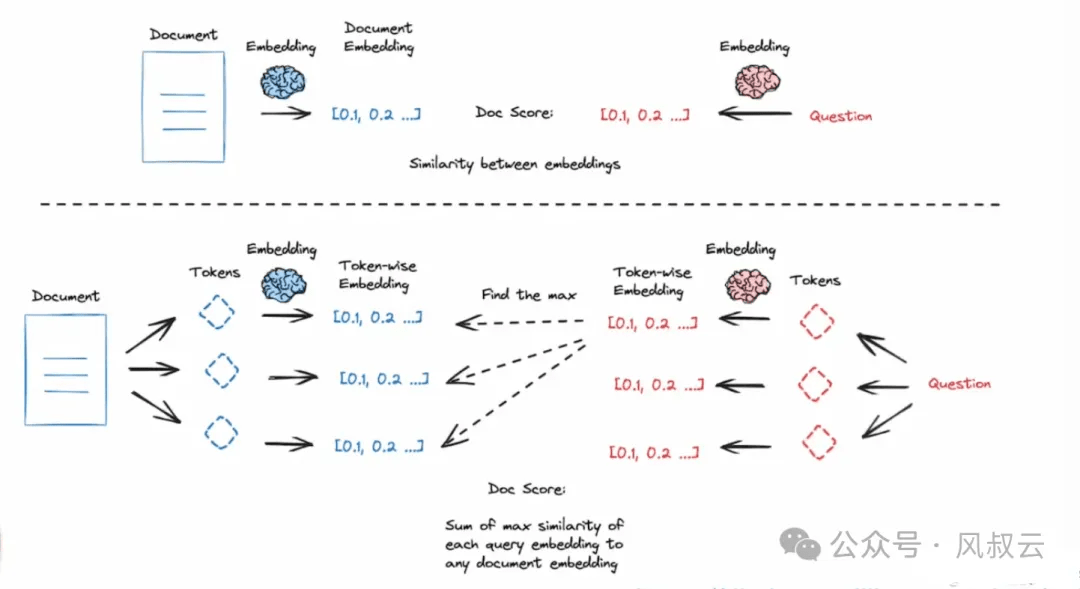 Document
Embedding
Document
Embedding
[0.1, 0.2 ...]
Doc Score:
Embedding
[0.1, 0.2 ...]
Question
Similarity between embeddings
Document
Tokens
Embedding
Token-wise
Embedding
[0.1, 0.2 ...]
[0.1, 0.2 ...]
[0.1, 0.2 ...]
Find the max
Token-wise
Embedding
Embedding
Tokens
[0.1, 0.2 ...]
[0.1, 0.2 ...]
[0.1, 0.2 ...]
Question
Doc Score:
Sum of max similarity of
each query embedding to
any document embedding
公众号 · 风叔云